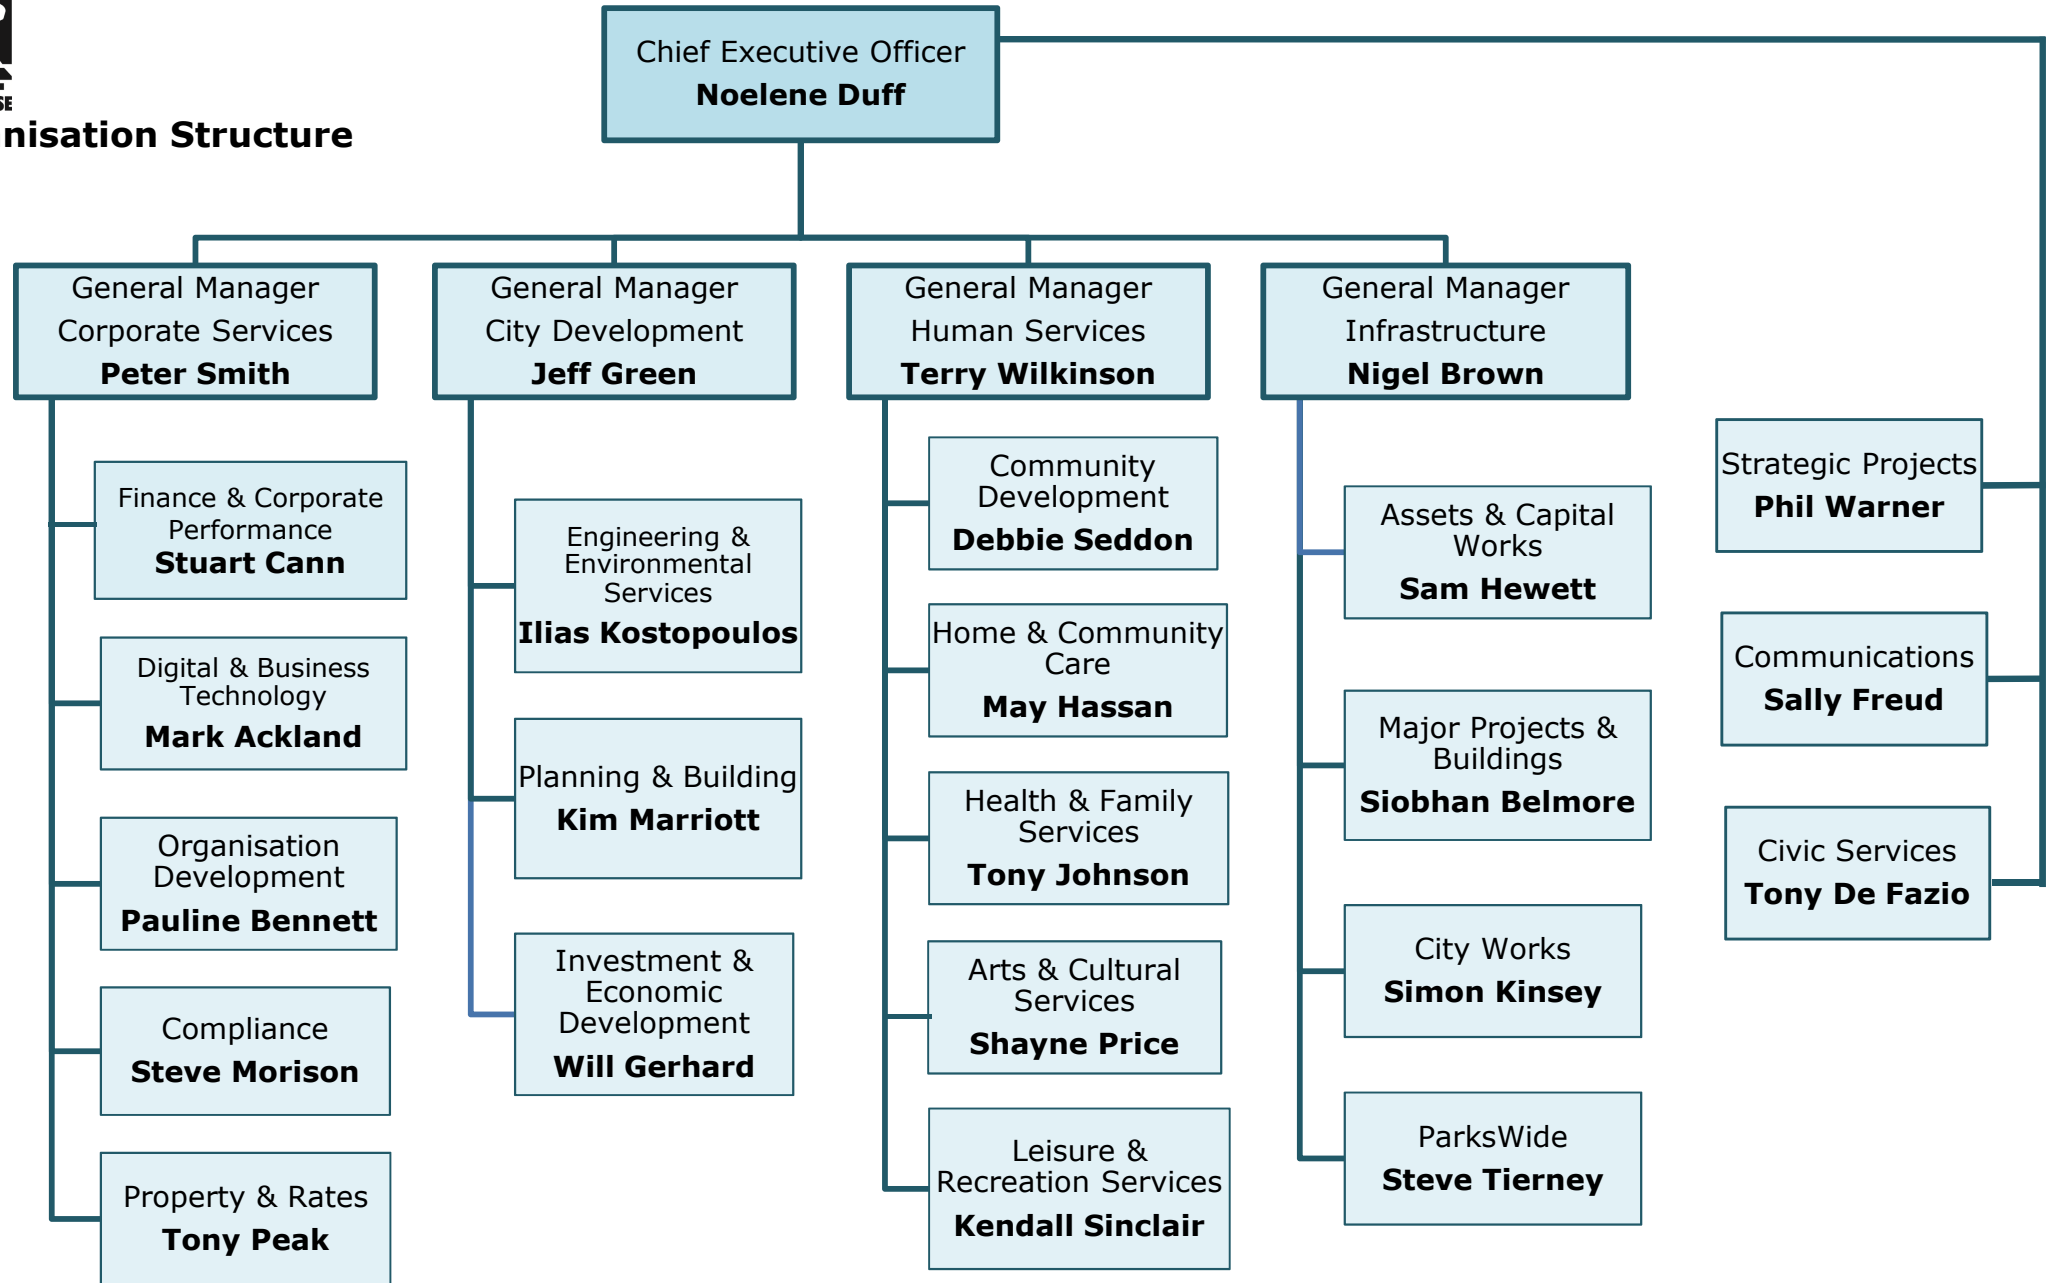 SE
nisation Structure
Chief Executive Officer
Noelene Duff
General Manager
Corporate Services
Peter Smith
Finance & Corporate
Performance
Stuart Cann
Digital & Business
Technology
Mark Ackland
Organisation
Development
Pauline Bennett
Compliance
Steve Morison
Property & Rates
Tony Peak
General Manager
City Development
Jeff Green
Engineering &
Environmental
Services
Ilias Kostopoulos
Planning & Building
Kim Marriott
Investment &
Economic
Development
Will Gerhard
General Manager
Human Services
Terry Wilkinson
Community
Development
Debbie Seddon
Home & Community
Care
May Hassan
Health & Family
Services
Tony Johnson
Arts & Cultural
Services
Shayne Price
Leisure &
Recreation Services
Kendall Sinclair
General Manager
Infrastructure
Nigel Brown
Assets & Capital
Works
Sam Hewett
Major Projects &
Buildings
Siobhan Belmore
City Works
Simon Kinsey
ParksWide
Steve Tierney
Strategic Projects
Phil Warner
Communications
Sally Freud
Civic Services
Tony De Fazio